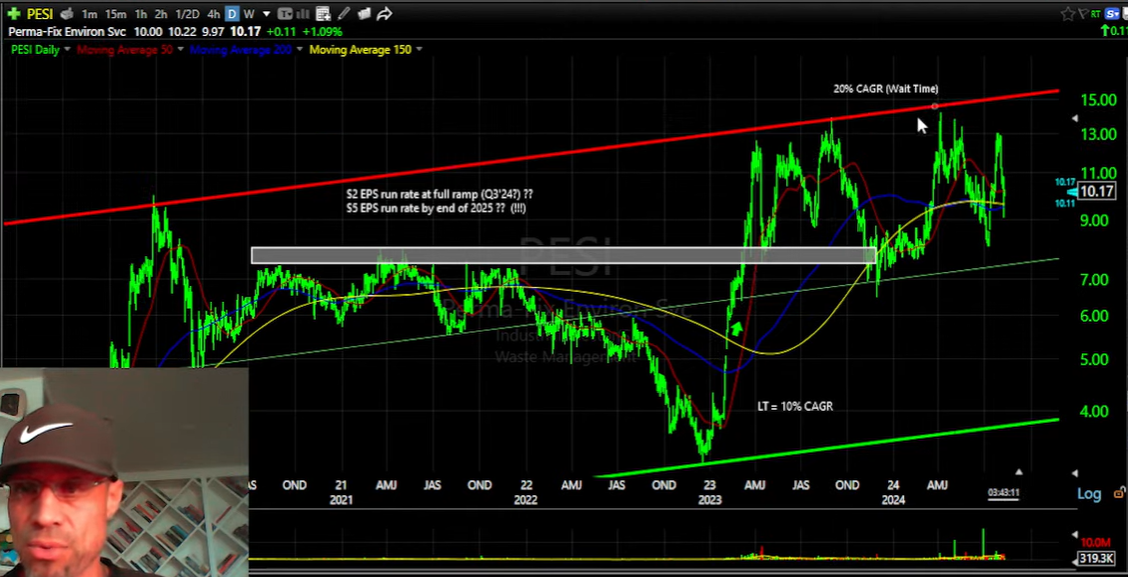 PESI 1m 15m 1h 2h 1/2D 4h D W TC RT S
Perma-Fix Environ Svc 10.00 10.22 9.97 10.17 +0.11 +1.09% 0.11
PESI Daily Moving Average 50 Moving Average 200 Moving Average 150
20% CAGR (Wait Time)
15.00
13.00
11.00
10.17
10.17
10.11
9.00
$2 EPS run rate at full ramp (Q3'24?) ??
$5 EPS run rate by end of 2025 ?? (!!!)
PESI
7.00
6.00
5.00
Waste Management
LT = 10% CAGR
4.00
AS OND 21 AMJ JAS OND 22 AMJ JAS OND 23 AMJ JAS OND 24 AMJ
2021 2022 2023 2024
03:43:11
Log
10.0M
319.3K